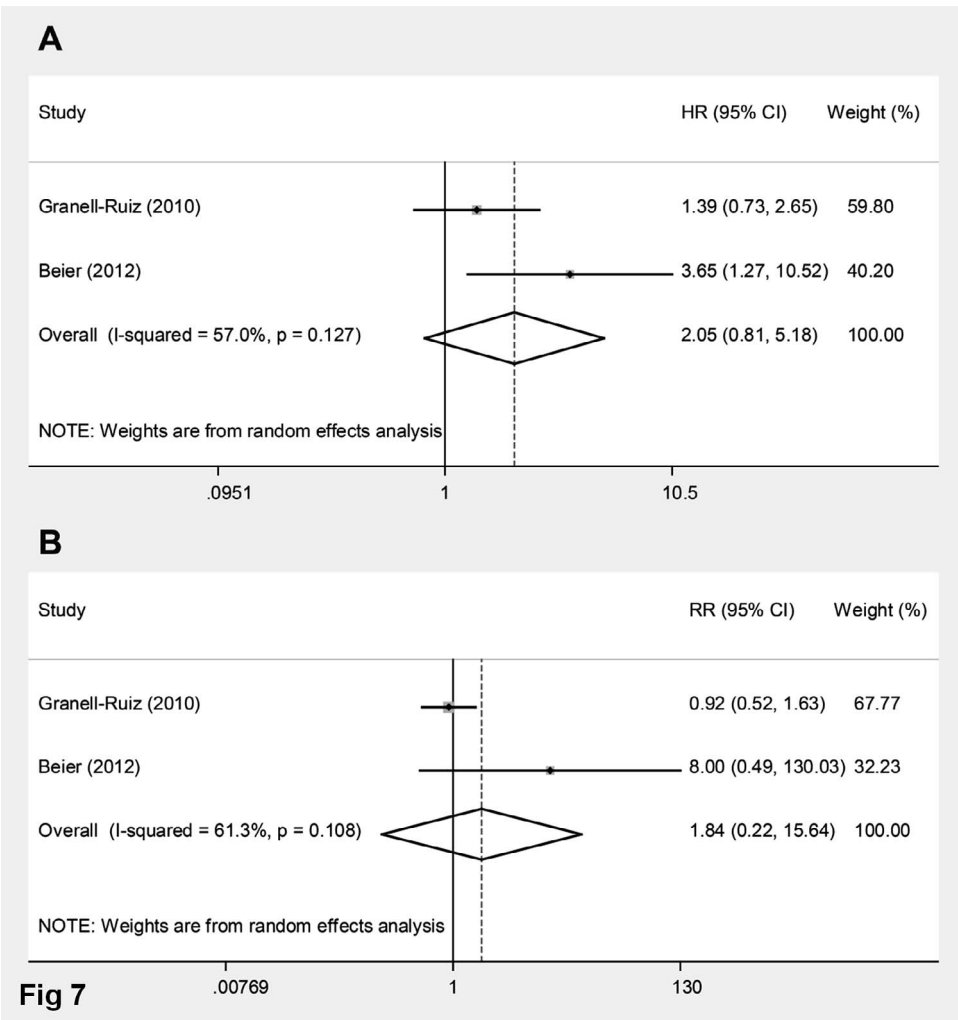 A
Study HR (95% CI) Weight (%)
Granell-Ruiz (2010) 1.39 (0.73, 2.65) 59.80
Beier (2012) 3.65 (1.27, 10.52) 40.20
Overall (I-squared = 57.0%, p = 0.127) 2.05 (0.81, 5.18) 100.00
NOTE: Weights are from random effects analysis
.0951 1 10.5
B
Study RR (95% CI) Weight (%)
Granell-Ruiz (2010) 0.92 (0.52, 1.63) 67.77
Beier (2012) 8.00 (0.49, 130.03) 32.23
Overall (I-squared = 61.3%, p = 0.108) 1.84 (0.22, 15.64) 100.00
NOTE: Weights are from random effects analysis
.00769 1 130
Fig 7